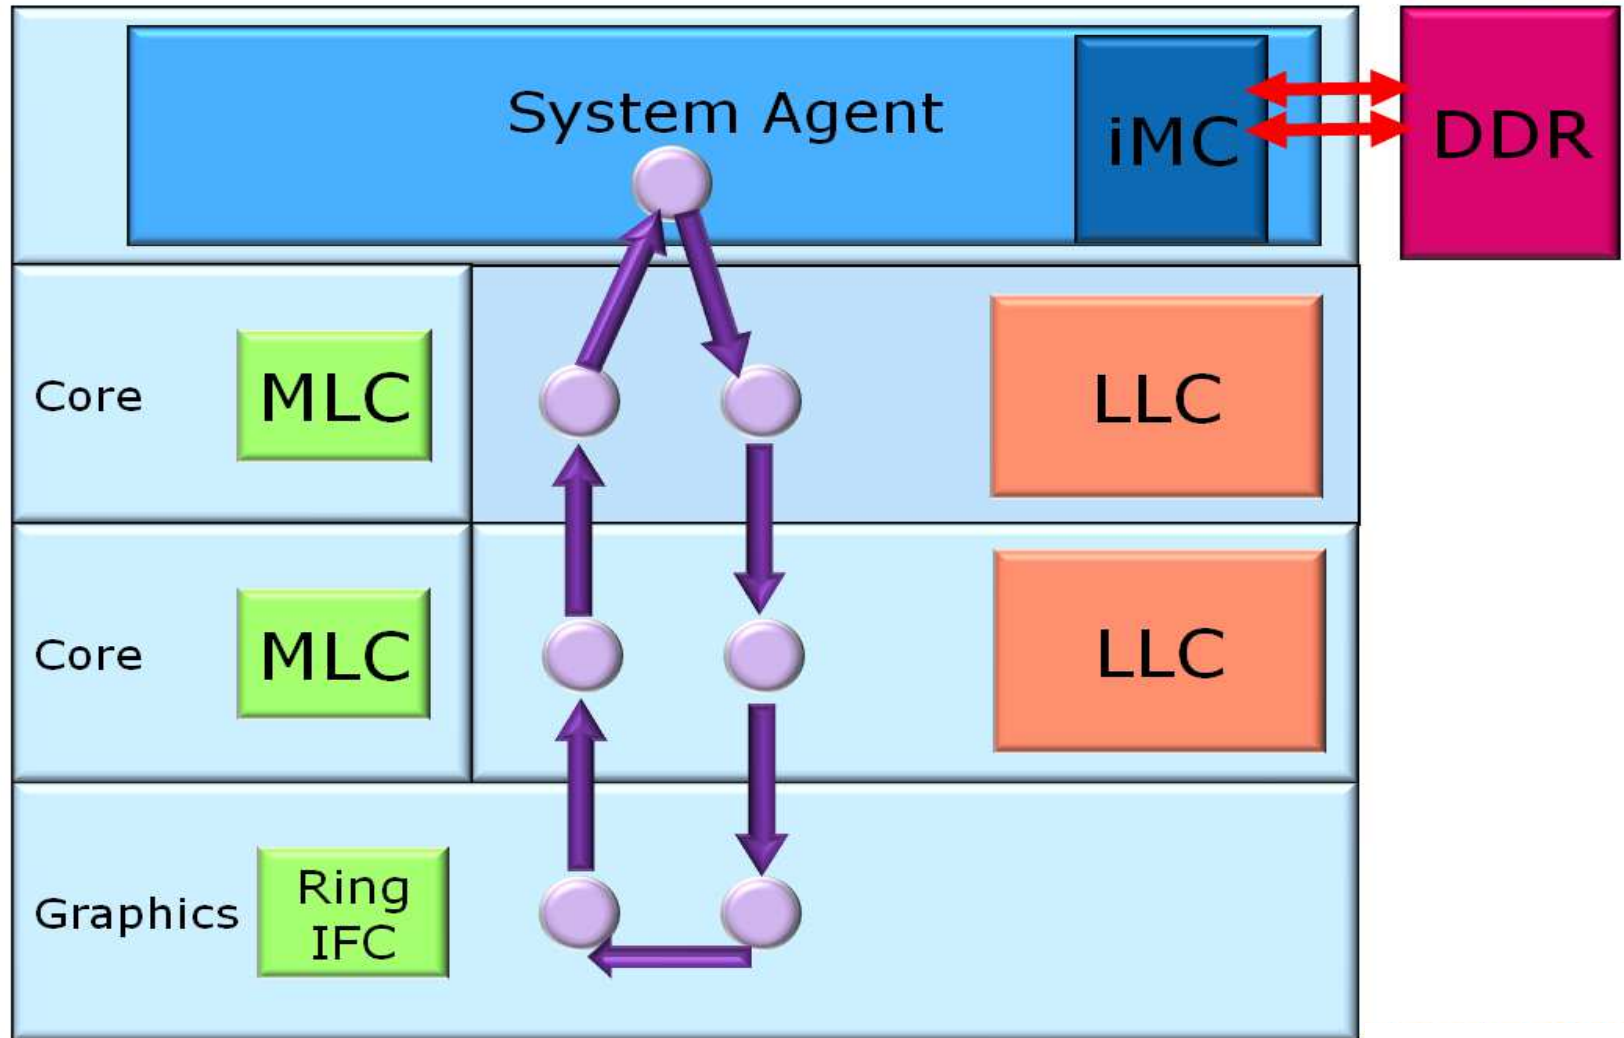 System Agent
iMC
DDR
Core
MLC
LLC
Core
MLC
LLC
Graphics
Ring
IFC